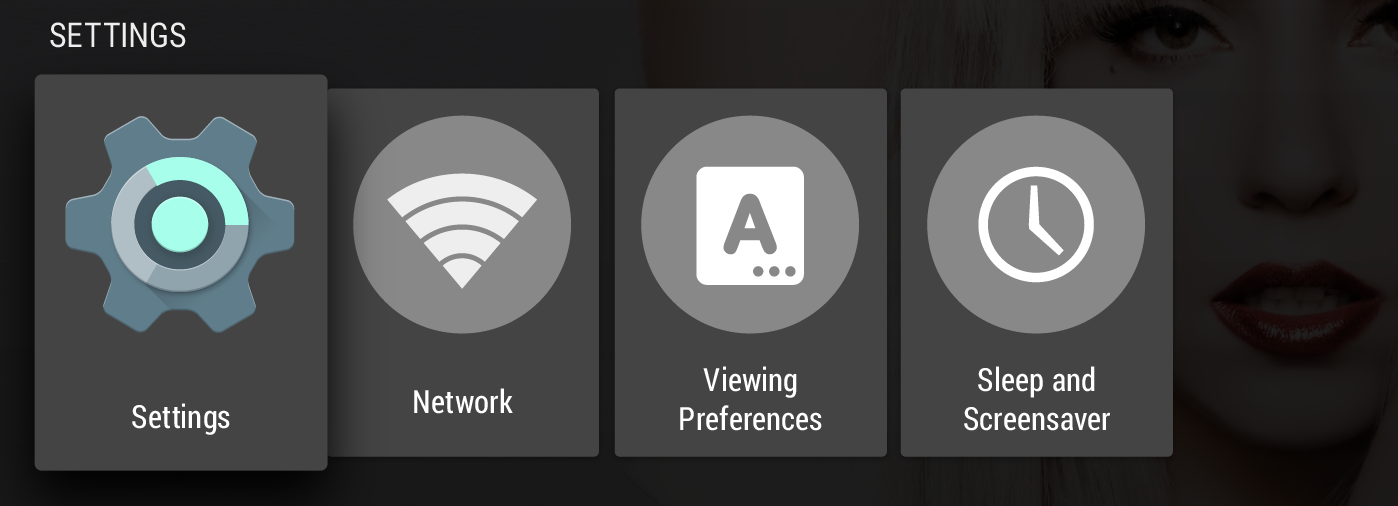 SETTINGS
Settings
Network
A
Viewing
Preferences
Sleep and
Screensaver